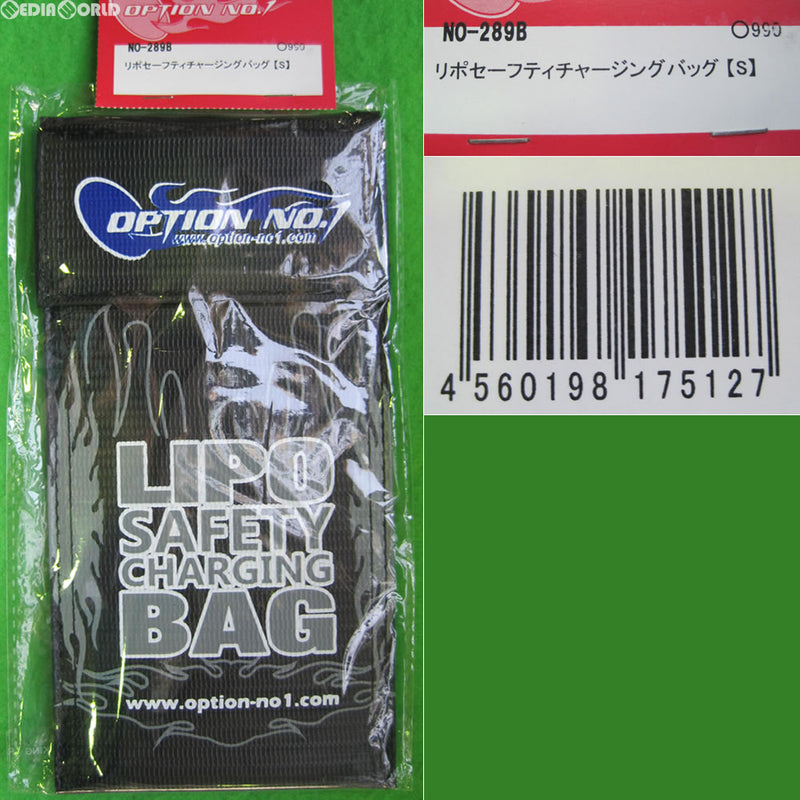 MEDIAWORLD
OPTION NO.1
NO-289B 〇990
リポセーフティチャージングバッグ【S】
OPTION NO.1
www.option-no1.com
LIPO
SAFETY
CHARGING
BAG
www.option-no1.com
NO-289B 〇990
リポセーフティチャージングバッグ【S】
4 560198 175127